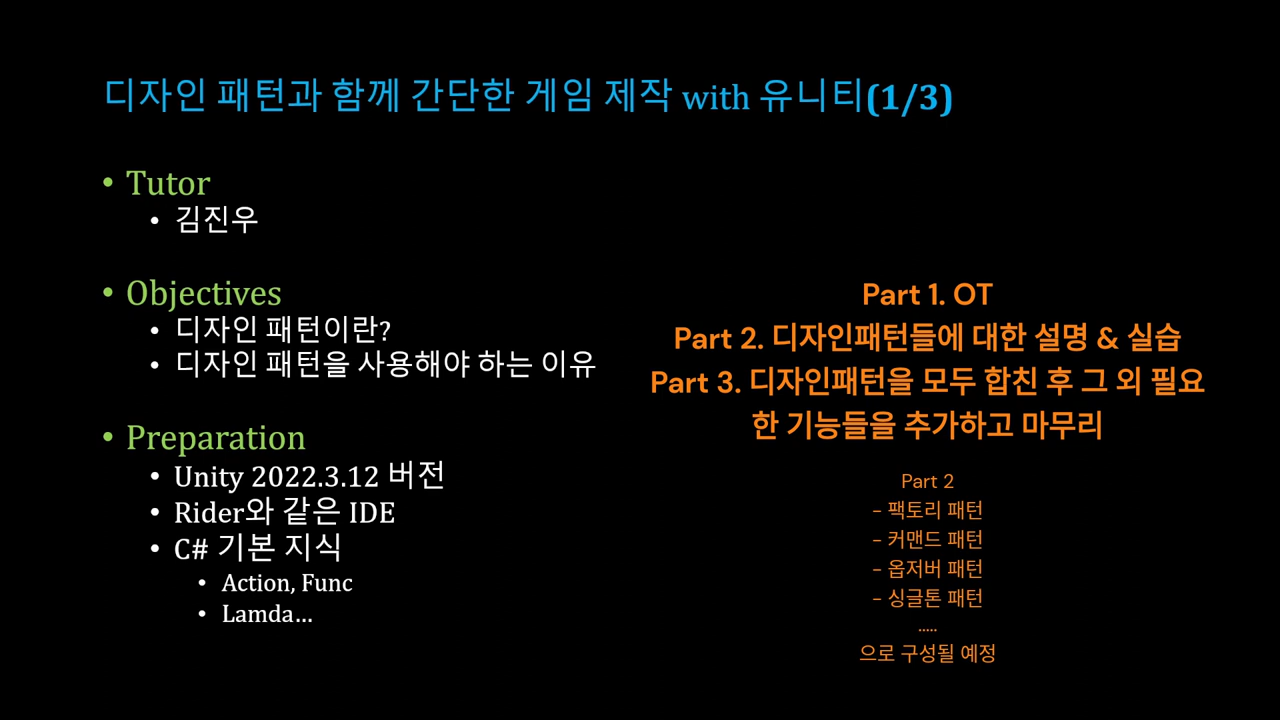 디자인 패턴과 함께 간단한 게임 제작 with 유니티(1/3)
• Tutor
• 김진우
• Objectives
• 디자인 패턴이란?
• 디자인 패턴을 사용해야 하는 이유
• Preparation
• Unity 2022.3.12 버전
• Rider와 같은 IDE
• C# 기본 지식
• Action, Func
• Lamda…
Part 1. OT
Part 2. 디자인패턴들에 대한 설명 & 실습
Part 3. 디자인패턴을 모두 합친 후 그 외 필요
한 기능들을 추가하고 마무리
Part 2
- 팩토리 패턴
- 커맨드 패턴
- 옵저버 패턴
- 싱글톤 패턴
.....
으로 구성될 예정